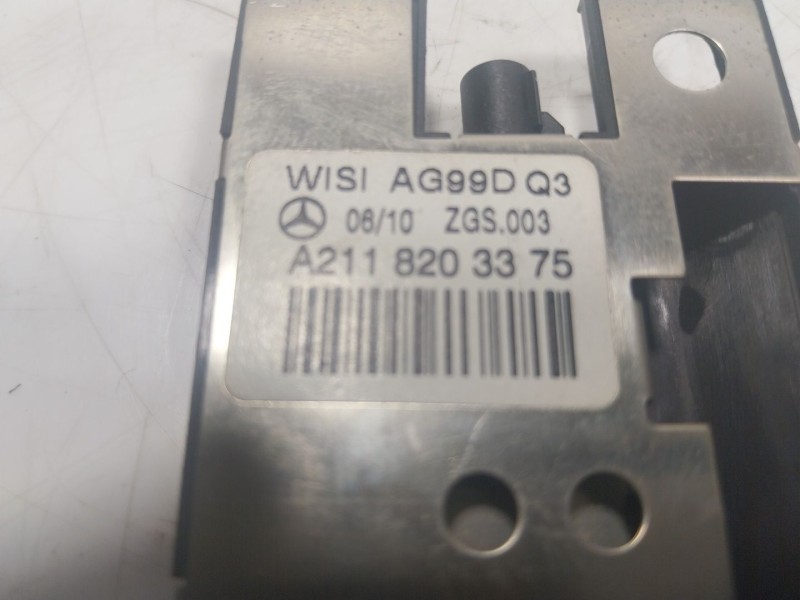 WISI AG99D Q3
06/10 ZGS.003
A211 820 33 75